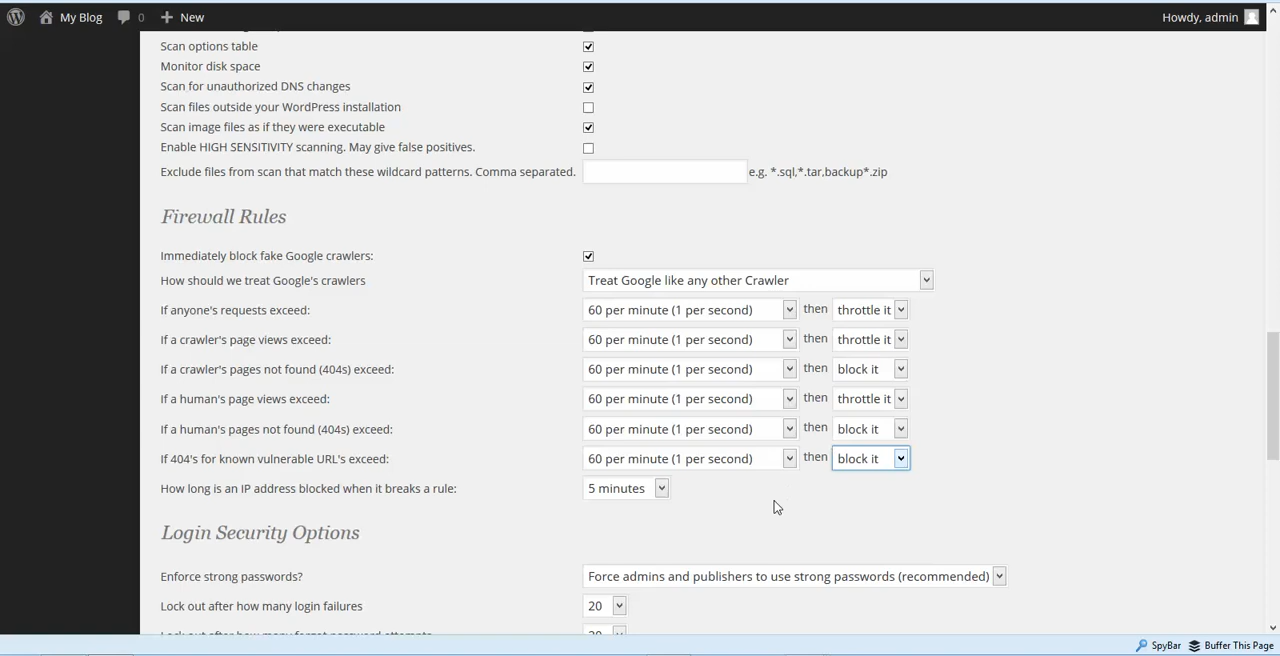 My Blog 0 New Howdy, admin
Scan options table
Monitor disk space
Scan for unauthorized DNS changes
Scan files outside your WordPress installation
Scan image files as if they were executable
Enable HIGH SENSITIVITY scanning. May give false positives.
Exclude files from scan that match these wildcard patterns. Comma separated. e.g. *.sql,*.tar,backup*.zip
Firewall Rules
Immediately block fake Google crawlers:
How should we treat Google's crawlers Treat Google like any other Crawler
If anyone's requests exceed: 60 per minute (1 per second) then throttle it
If a crawler's page views exceed: 60 per minute (1 per second) then throttle it
If a crawler's pages not found (404s) exceed: 60 per minute (1 per second) then block it
If a human's page views exceed: 60 per minute (1 per second) then throttle it
If a human's pages not found (404s) exceed: 60 per minute (1 per second) then block it
If 404's for known vulnerable URL's exceed: 60 per minute (1 per second) then block it
How long is an IP address blocked when it breaks a rule: 5 minutes
Login Security Options
Enforce strong passwords? Force admins and publishers to use strong passwords (recommended)
Lock out after how many login failures 20
SpyBar Buffer This Page